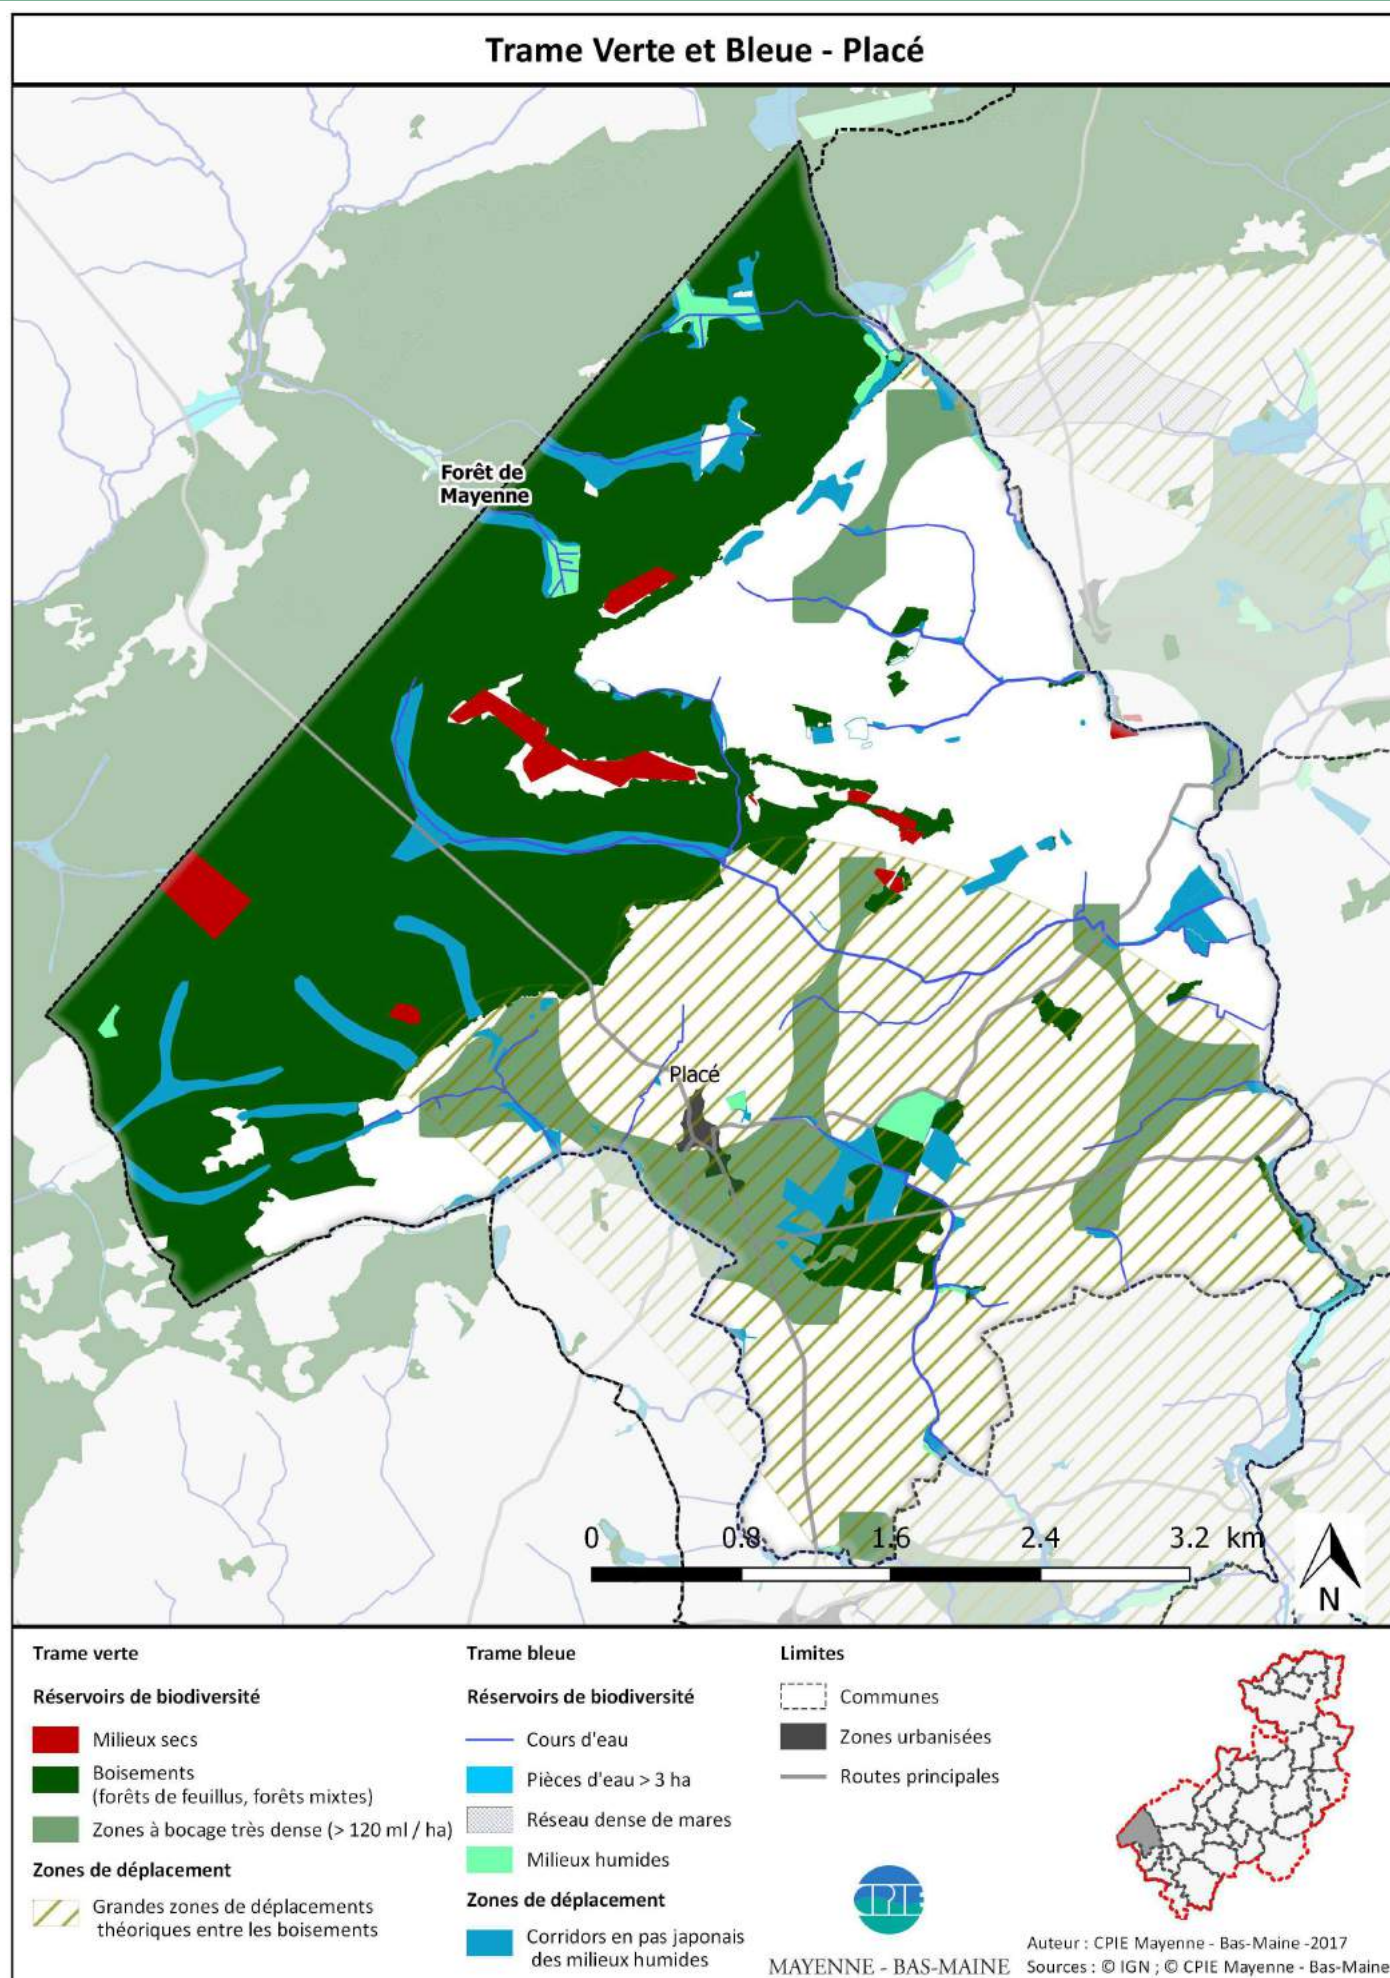 Trame Verte et Bleue - Placé
Forêt de
Mayenne
Placé
0 0.8 1.6 2.4 3.2 km
N
Trame verte
Réservoirs de biodiversité
Milieux secs
Boisements
(forêts de feuillus, forêts mixtes)
Zones à bocage très dense (> 120 ml / ha)
Zones de déplacement
Grandes zones de déplacements
théoriques entre les boisements
Trame bleue
Réservoirs de biodiversité
Cours d'eau
Pièces d'eau > 3 ha
Réseau dense de mares
Milieux humides
Zones de déplacement
Corridors en pas japonais
des milieux humides
Limites
Communes
Zones urbanisées
Routes principales
CPIE
MAYENNE - BAS-MAINE
Auteur : CPIE Mayenne - Bas-Maine -2017
Sources : © IGN ; © CPIE Mayenne - Bas-Maine